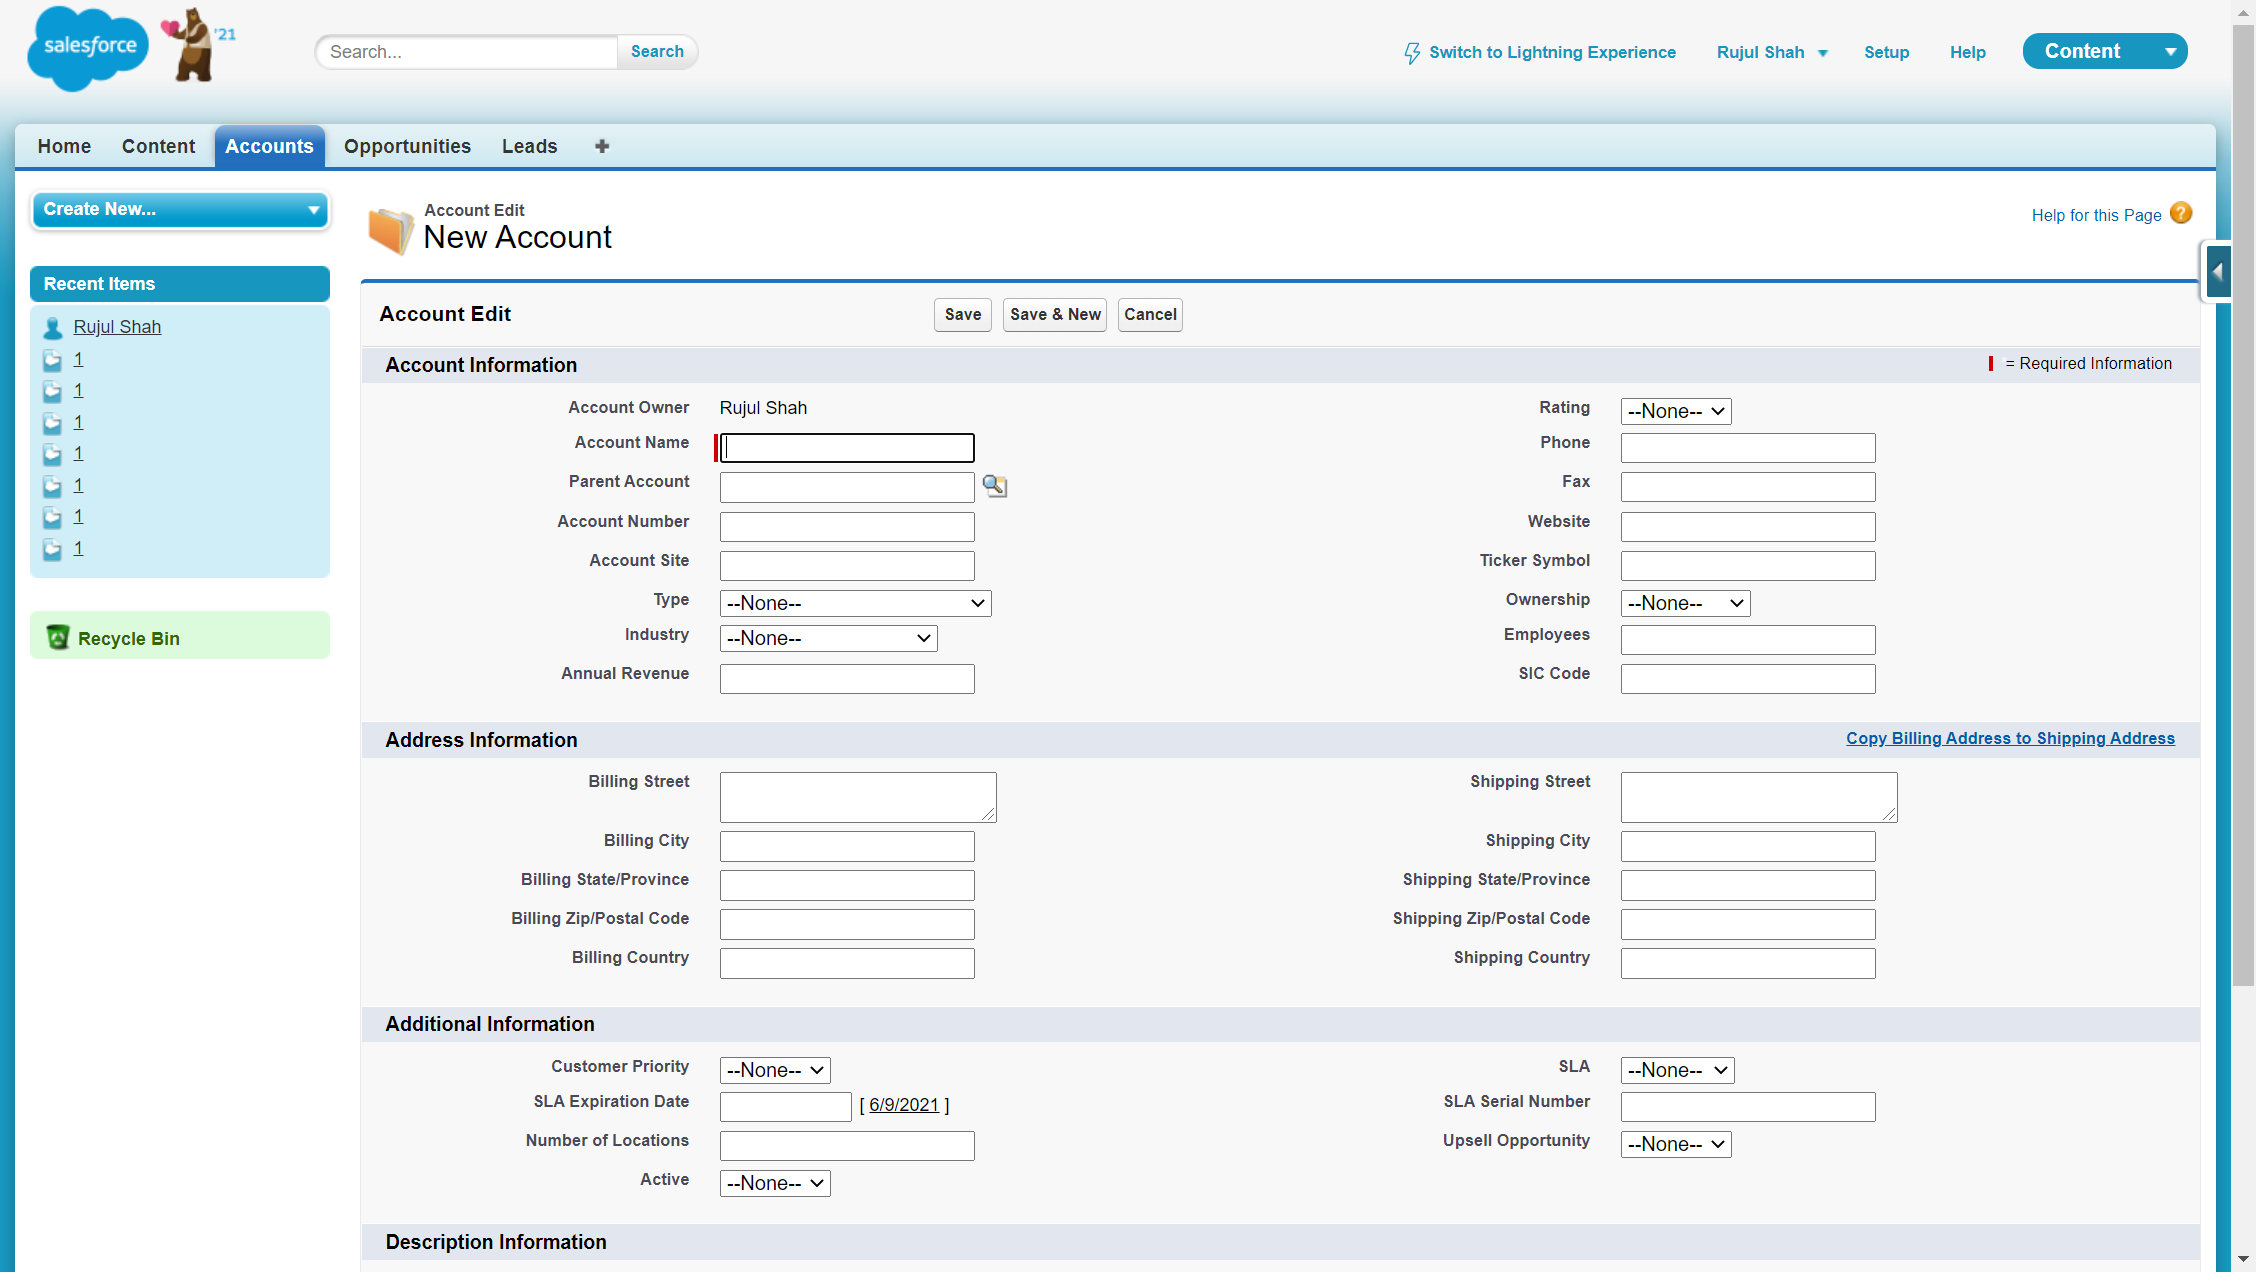 salesforce
'21
Search...
Search
Switch to Lightning Experience
Rujul Shah
Setup
Help
Content
Home
Content
Accounts
Opportunities
Leads
Create New...
Recent Items
Rujul Shah
1
1
1
1
1
1
1
Recycle Bin
Account Edit
New Account
Help for this Page
?
Account Edit
Save
Save & New
Cancel
Account Information
= Required Information
Account Owner
Rujul Shah
Rating
--None--
Account Name
Phone
Parent Account
Fax
Account Number
Website
Account Site
Ticker Symbol
Type
--None--
Ownership
--None--
Industry
--None--
Employees
Annual Revenue
SIC Code
Address Information
Copy Billing Address to Shipping Address
Billing Street
Shipping Street
Billing City
Shipping City
Billing State/Province
Shipping State/Province
Billing Zip/Postal Code
Shipping Zip/Postal Code
Billing Country
Shipping Country
Additional Information
Customer Priority
--None--
SLA
--None--
SLA Expiration Date
[ 6/9/2021 ]
SLA Serial Number
Number of Locations
Upsell Opportunity
--None--
Active
--None--
Description Information